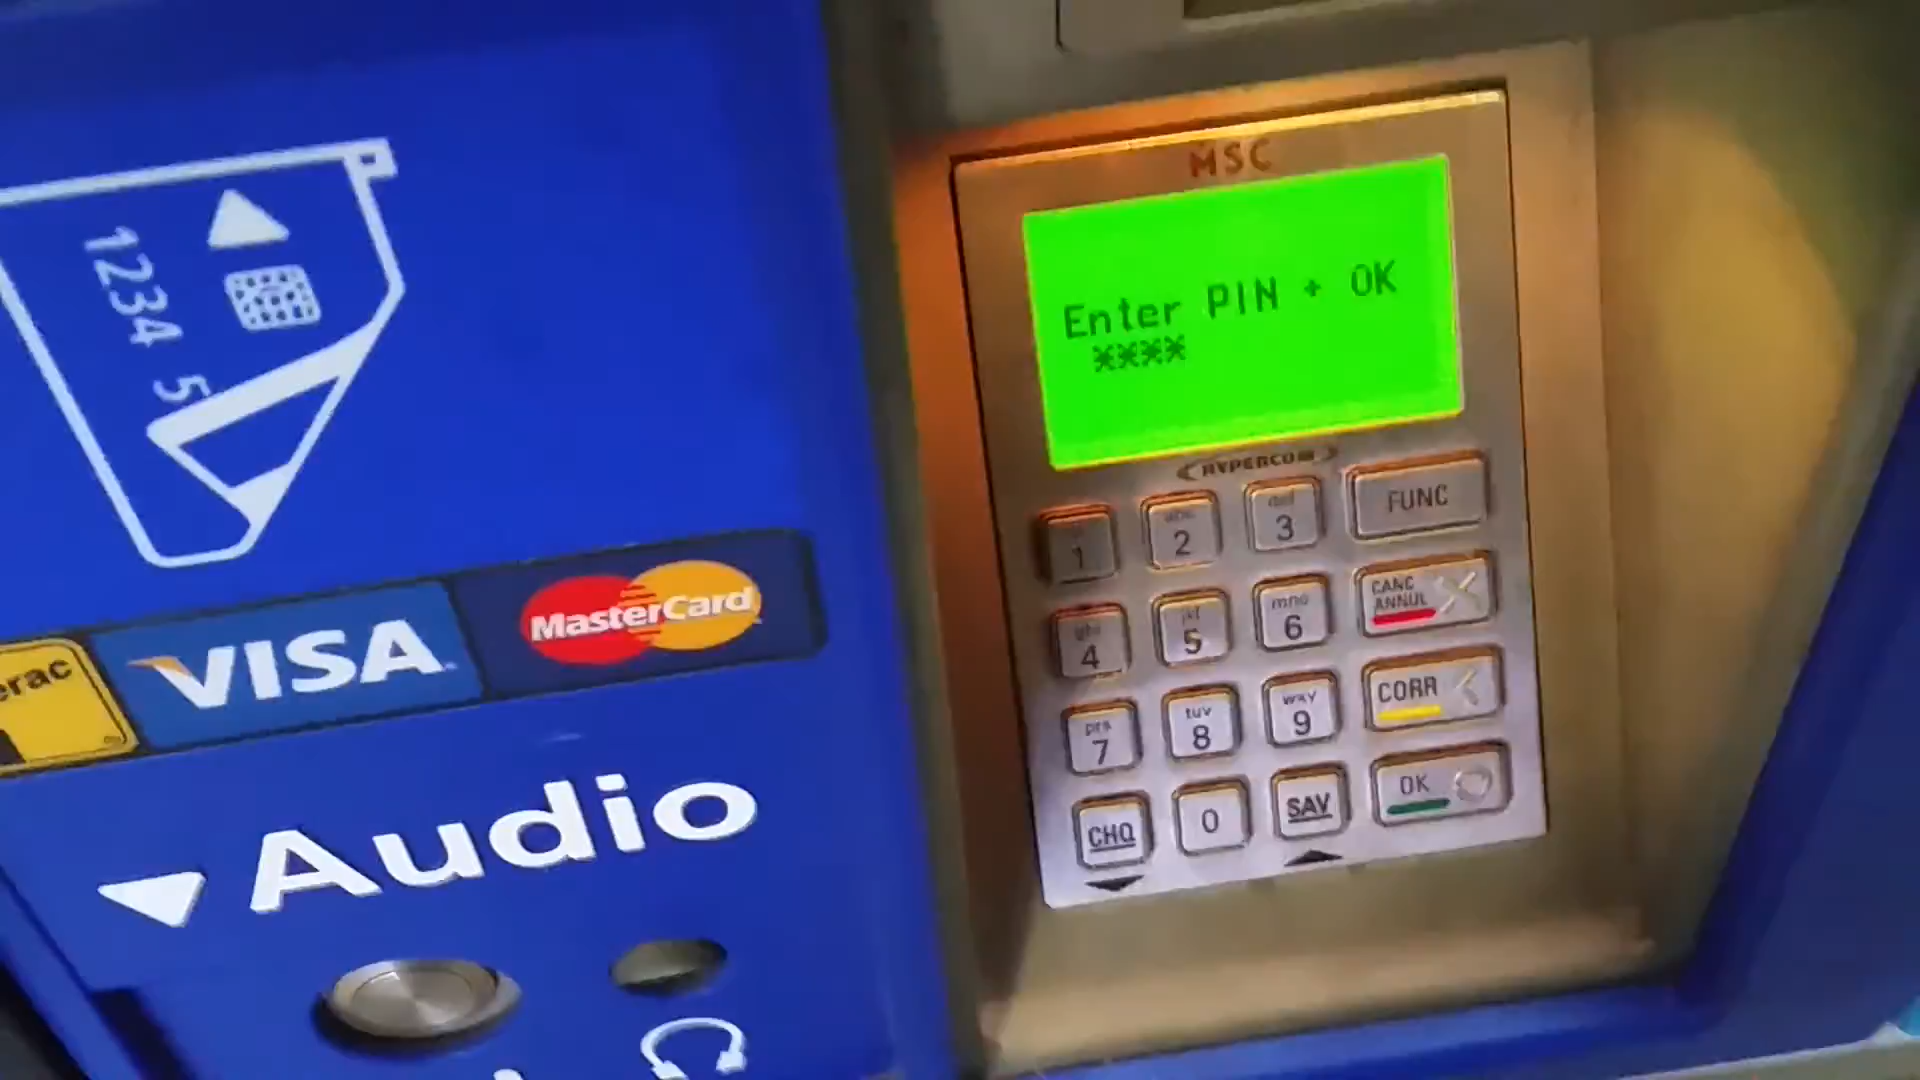 1234 5
erac
VISA
MasterCard
Audio
MSC
Enter PIN + OK
****
HYPERCOM
1
abc
2
def
3
FUNC
ghi
4
jkl
5
mno
6
CANC
ANNUL
prs
7
tuv
8
wxy
9
CORR
CHQ
0
SAV
OK